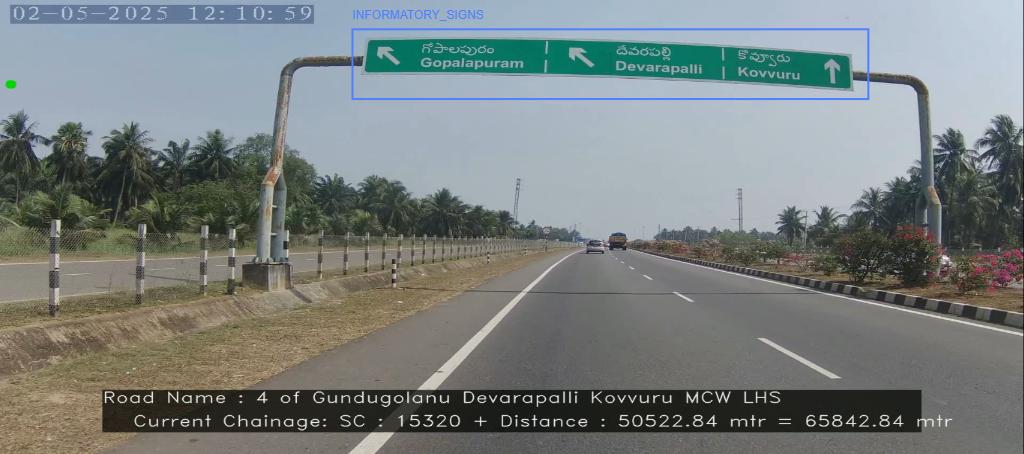 02-05-2025 12:10:59
INFORMATORY_SIGNS
గోపాలపురం
Gopalapuram
దేవరపల్లి
Devarapalli
కొవ్వూరు
Kovvuru
Road Name : 4 of Gundugolanu Devarapalli Kovvuru MCW LHS
Current Chainage: SC : 15320 + Distance : 50522.84 mtr = 65842.84 mtr